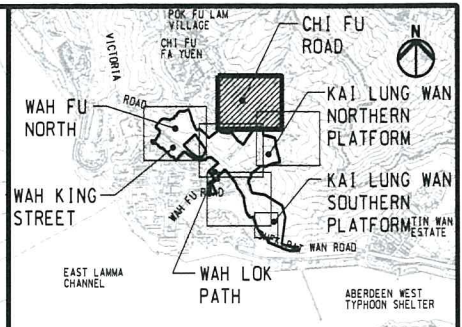 POK FU LAM
VILLAGE
CHI FU
FA YUEN
VICTORIA
ROAD
CHI FU
ROAD
N
WAH FU
NORTH
KAI LUNG WAN
NORTHERN
PLATFORM
WAH KING
STREET
WAH FU ROAD
KAI LUNG WAN
SOUTHERN
PLATFORM
TIN WAN
ESTATE
WAN ROAD
EAST LAMMA
CHANNEL
WAH LOK
PATH
ABERDEEN WEST
TYPHOON SHELTER